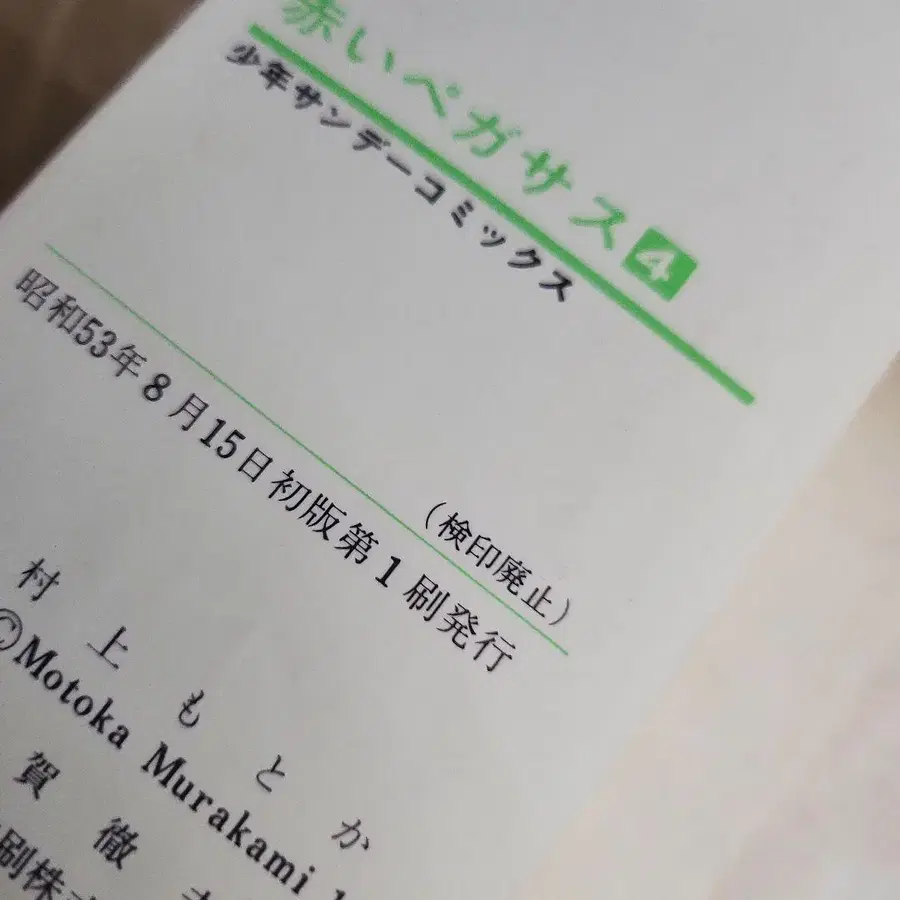 赤いペガサス 4
少年サンデーコミックス
(検印廃止)
昭和53年8月15日初版第1刷発行
村上もとか
©Motoka Murakami
賀徹
刷株